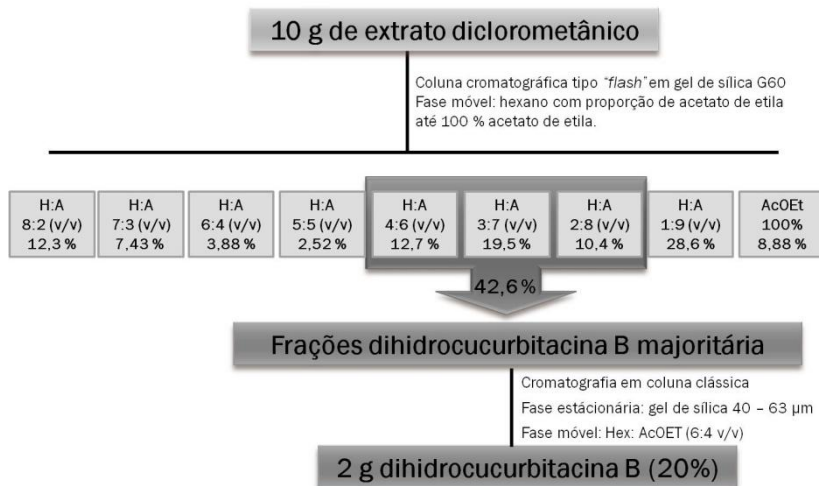 10 g de extrato diclorometânico
Coluna cromatográfica tipo "flash" em gel de sílica G60
Fase móvel: hexano com proporção de acetato de etila
até 100 % acetato de etila.
H:A
8:2 (v/v)
12,3 %
H:A
7:3 (v/v)
7,43 %
H:A
6:4 (v/v)
3,88 %
H:A
5:5 (v/v)
2,52 %
H:A
4:6 (v/v)
12,7 %
H:A
3:7 (v/v)
19,5 %
H:A
2:8 (v/v)
10,4 %
H:A
1:9 (v/v)
28,6 %
AcOEt
100%
8,88 %
42,6%
Frações dihidrocucurbitacina B majoritária
Cromatografia em coluna clássica
Fase estácionária: gel de sílica 40 – 63 µm
Fase móvel: Hex: AcOET (6:4 v/v)
2 g dihidrocucurbitacina B (20%)